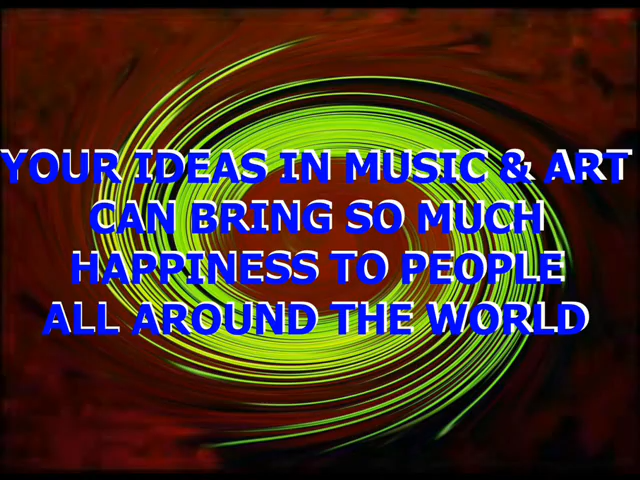 YOUR IDEAS IN MUSIC & ART
CAN BRING SO MUCH
HAPPINESS TO PEOPLE
ALL AROUND THE WORLD